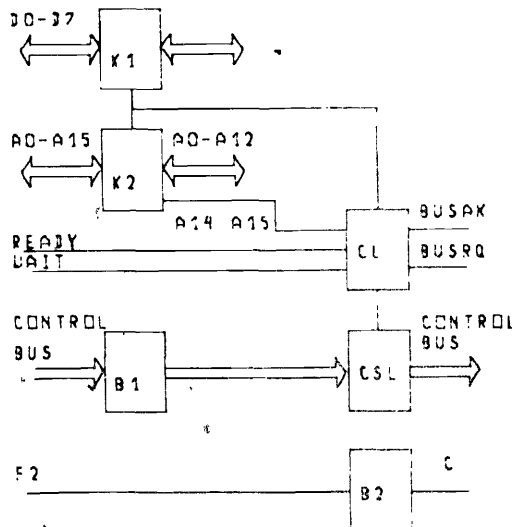 D0-D7
K1
A0-A15 A0-A12
K2
A14 A15
BUSAK
READY
CL
WAIT
BUSRQ
CONTROL CONTROL
BUS BUS
B1 CSL
F2 C
B2